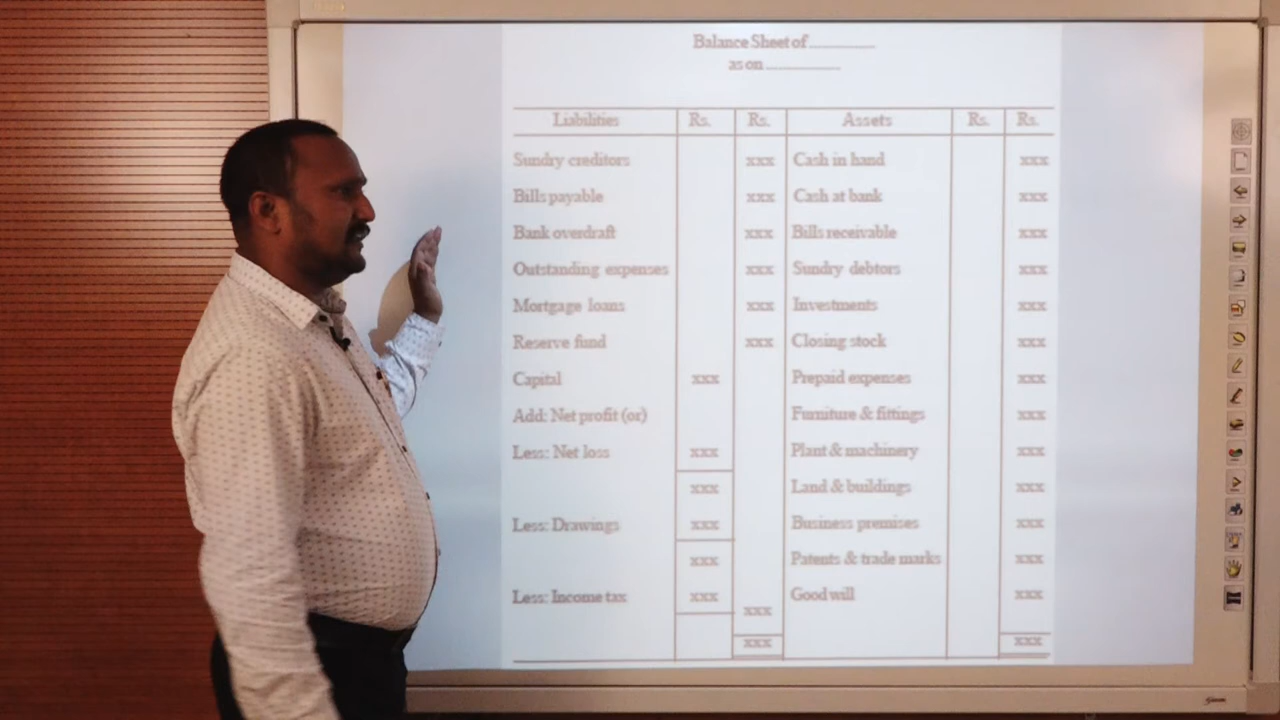 Balance Sheet of ..................
as on .....................
Liabilities Rs. Rs. Assets Rs. Rs.
Sundry creditors xxx Cash in hand xxx
Bills payable xxx Cash at bank xxx
Bank overdraft xxx Bills receivable xxx
Outstanding expenses xxx Sundry debtors xxx
Mortgage loans xxx Investments xxx
Reserve fund xxx Closing stock xxx
Capital xxx Prepaid expenses xxx
Add: Net profit (or) Furniture & fittings xxx
Less: Net loss xxx Plant & machinery xxx
xxx Land & buildings xxx
Less: Drawings xxx Business premises xxx
xxx Patents & trade marks xxx
Less: Income tax xxx xxx Good will xxx
xxx xxx